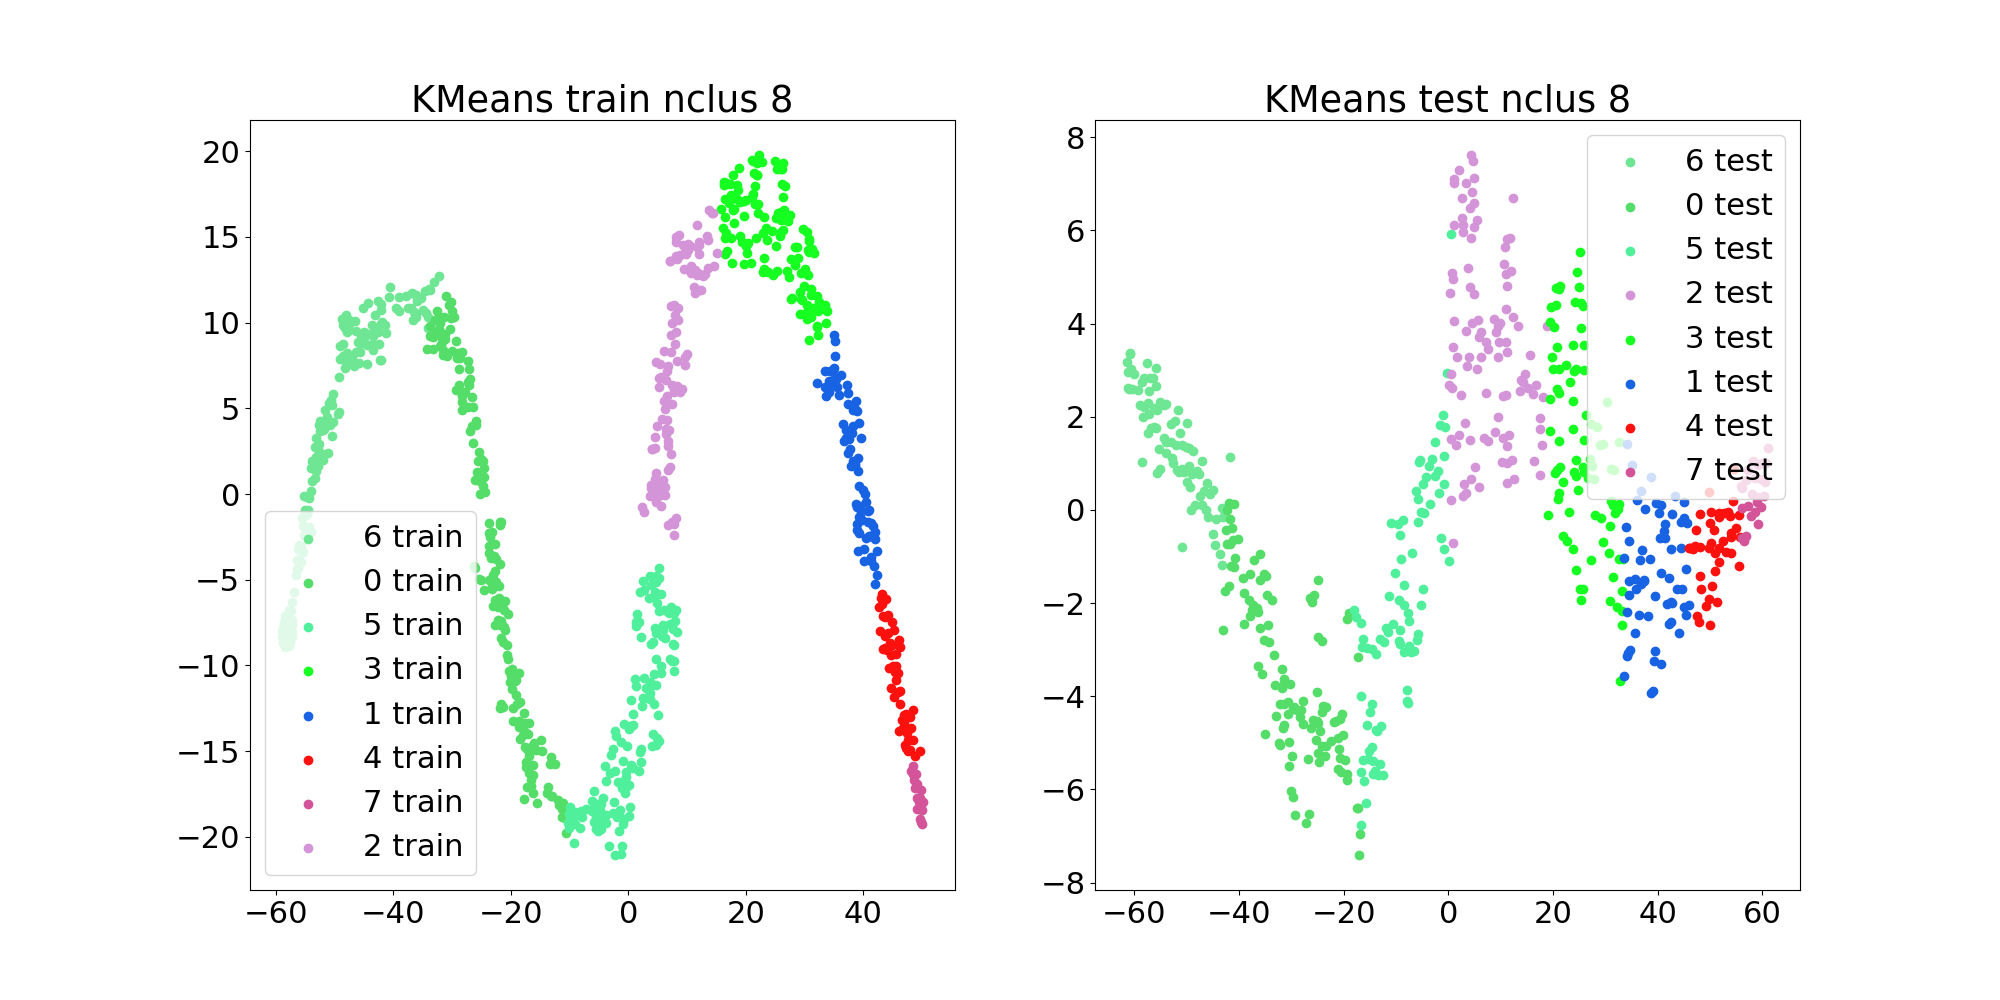 KMeans train nclus 8
20
15
10
5
0
−5
−10
−15
−20
−60 −40 −20 0 20 40
6 train
0 train
5 train
3 train
1 train
4 train
7 train
2 train
KMeans test nclus 8
8
6
4
2
0
−2
−4
−6
−8
−60 −40 −20 0 20 40 60
6 test
0 test
5 test
2 test
3 test
1 test
4 test
7 test